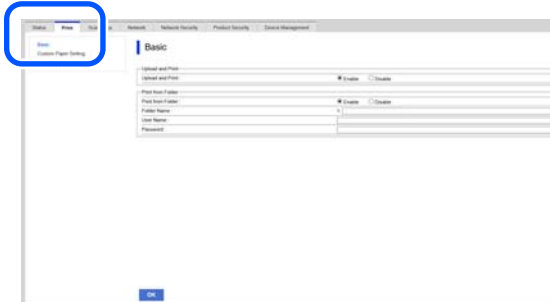 Status Print Network Network Security Product Security Device Management
Basic
Custom Paper Setting
Basic
Upload and Print
Upload and Print: Enable Disable
Print from Folder
Print from Folder: Enable Disable
Folder Name:
User Name:
Password:
OK